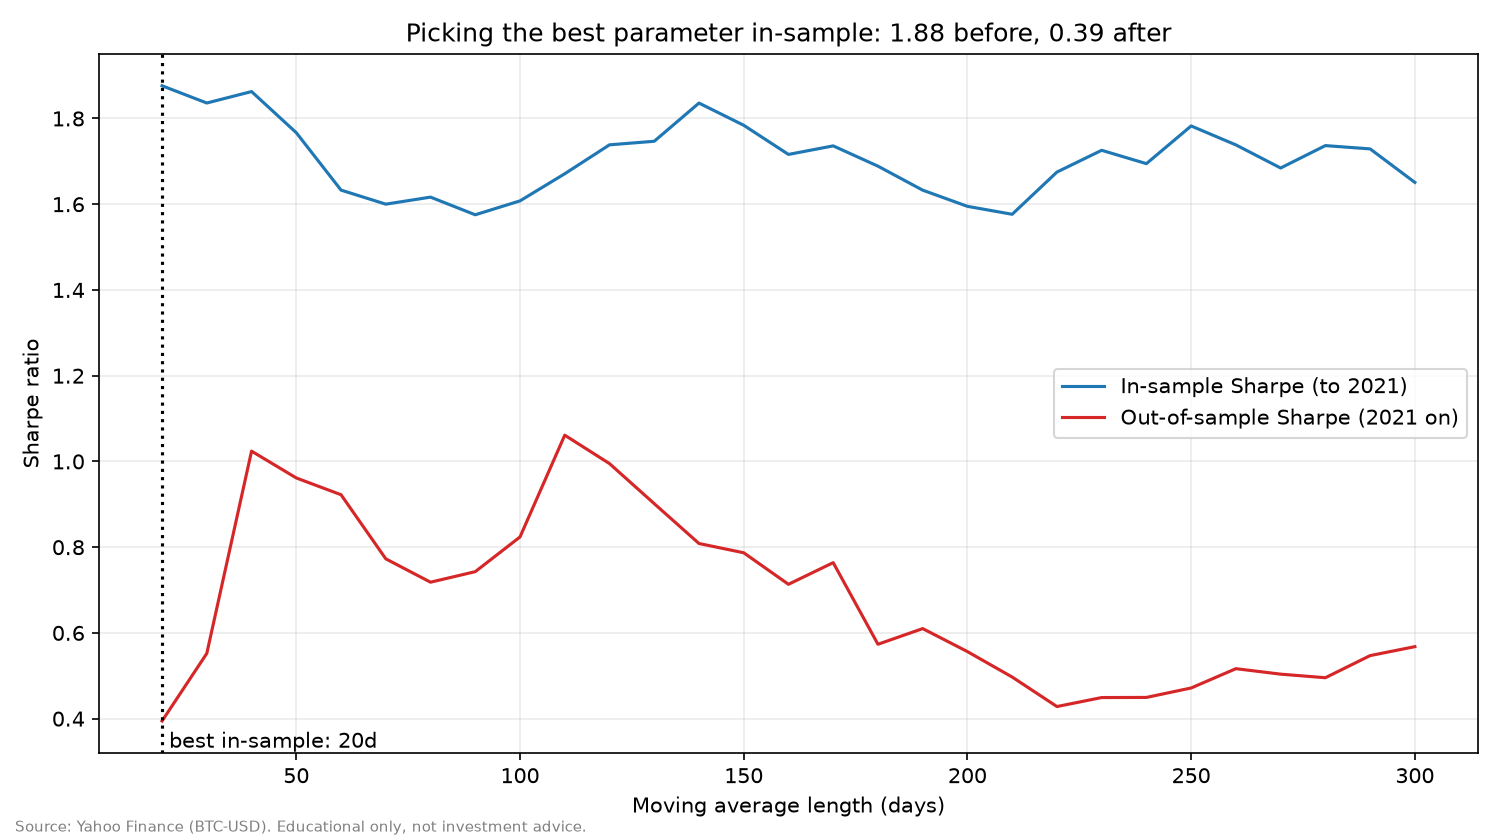 Picking the best parameter in-sample: 1.88 before, 0.39 after
Sharpe ratio
1.8
1.6
1.4
1.2
1.0
0.8
0.6
0.4
In-sample Sharpe (to 2021)
Out-of-sample Sharpe (2021 on)
best in-sample: 20d
50
100
150
200
250
300
Moving average length (days)
Source: Yahoo Finance (BTC-USD). Educational only, not investment advice.